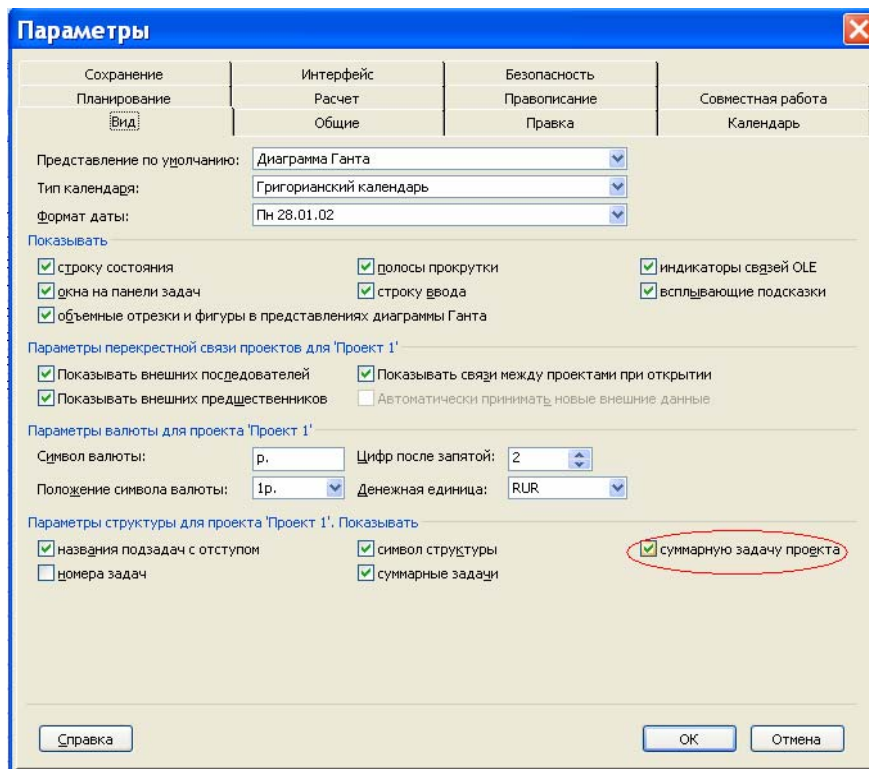 Параметры
Сохранение Интерфейс Безопасность
Планирование Расчет Правописание Совместная работа
Вид Общие Правка Календарь
Представление по умолчанию: Диаграмма Ганта
Тип календаря: Григорианский календарь
Формат даты: Пн 28.01.02
Показывать
строку состояния полосы прокрутки индикаторы связей OLE
окна на панели задач строку ввода всплывающие подсказки
объемные отрезки и фигуры в представлениях диаграммы Ганта
Параметры перекрестной связи проектов для 'Проект 1'
Показывать внешних последователей Показывать связи между проектами при открытии
Показывать внешних предшественников Автоматически принимать новые внешние данные
Параметры валюты для проекта 'Проект 1'
Символ валюты: р. Цифр после запятой: 2
Положение символа валюты: 1р. Денежная единица: RUR
Параметры структуры для проекта 'Проект 1'. Показывать
названия подзадач с отступом символ структуры суммарную задачу проекта
номера задач суммарные задачи
Справка ОК Отмена